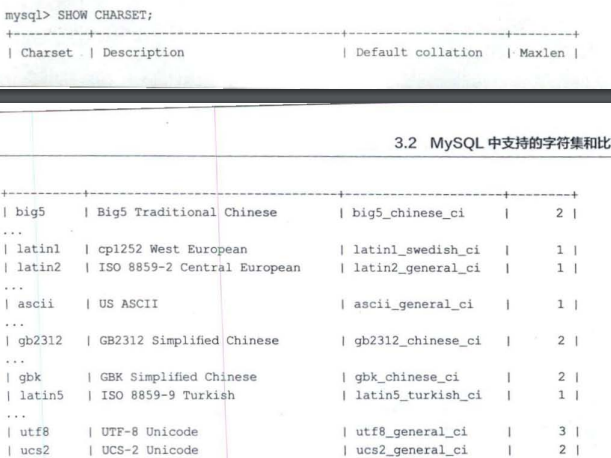 mysql> SHOW CHARSET;
+----------+-----------------------------+---------------------+--------+
| Charset | Description | Default collation | Maxlen |
3.2 MySQL 中支持的字符集和比
+----------+-----------------------------+---------------------+--------+
| big5 | Big5 Traditional Chinese | big5_chinese_ci | 2 |
...
| latin1 | cp1252 West European | latin1_swedish_ci | 1 |
| latin2 | ISO 8859-2 Central European | latin2_general_ci | 1 |
...
| ascii | US ASCII | ascii_general_ci | 1 |
...
| gb2312 | GB2312 Simplified Chinese | gb2312_chinese_ci | 2 |
...
| gbk | GBK Simplified Chinese | gbk_chinese_ci | 2 |
| latin5 | ISO 8859-9 Turkish | latin5_turkish_ci | 1 |
...
| utf8 | UTF-8 Unicode | utf8_general_ci | 3 |
| ucs2 | UCS-2 Unicode | ucs2_general_ci | 2 |